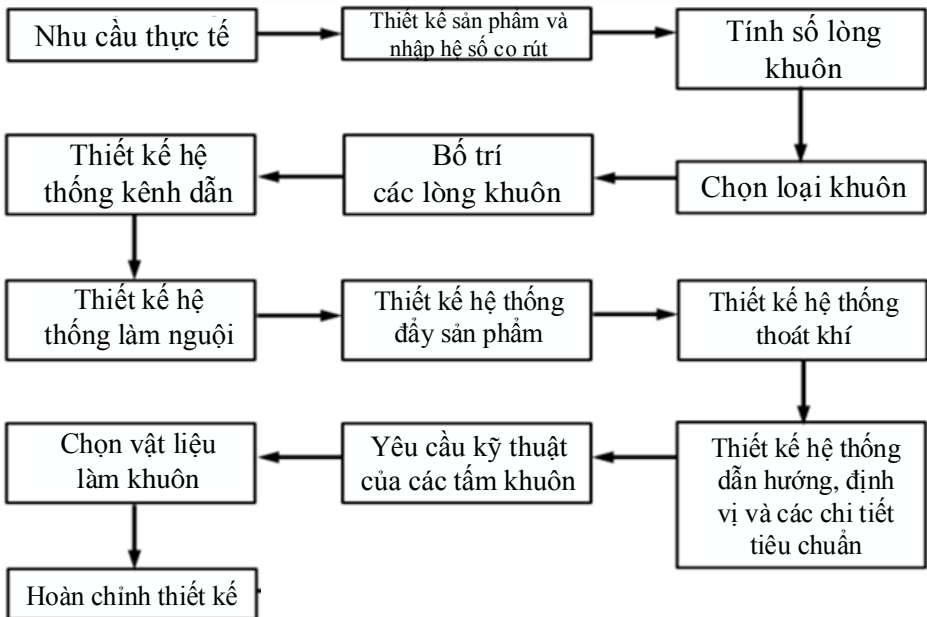 Nhu cầu thực tế
Thiết kế sản phẩm và
nhập hệ số co rút
Tính số lòng
khuôn
Chọn loại khuôn
Bố trí
các lòng khuôn
Thiết kế hệ
thống kênh dẫn
Thiết kế hệ
thống làm nguội
Thiết kế hệ thống
đẩy sản phẩm
Thiết kế hệ thống
thoát khí
Thiết kế hệ thống
dẫn hướng, định
vị và các chi tiết
tiêu chuẩn
Yêu cầu kỹ thuật
của các tấm khuôn
Chọn vật liệu
làm khuôn
Hoàn chỉnh thiết kế